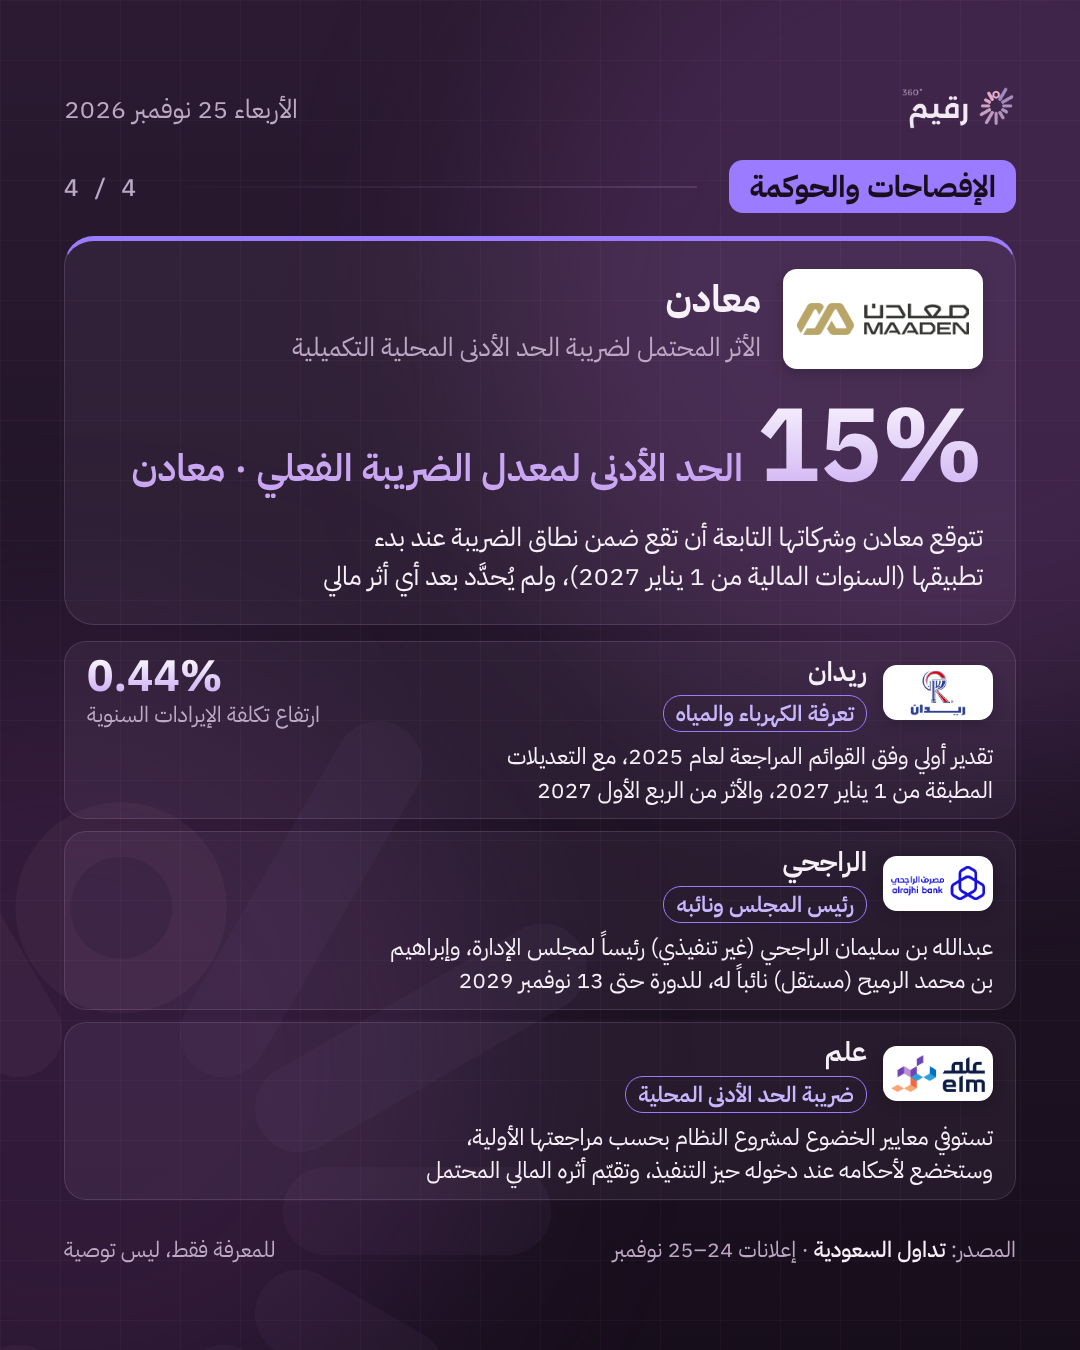 رقيم 360°
الأربعاء 25 نوفمبر 2026
الإفصاحات والحوكمة
4 / 4
معادن MAADEN
معادن
الأثر المحتمل لضريبة الحد الأدنى المحلية التكميلية
15% الحد الأدنى لمعدل الضريبة الفعلي · معادن
تتوقع معادن وشركاتها التابعة أن تقع ضمن نطاق الضريبة عند بدء
تطبيقها (السنوات المالية من 1 يناير 2027)، ولم يُحدَّد بعد أي أثر مالي
ريدان
ريدان
تعرفة الكهرباء والمياه
0.44%
ارتفاع تكلفة الإيرادات السنوية
تقدير أولي وفق القوائم المراجعة لعام 2025، مع التعديلات
المطبقة من 1 يناير 2027، والأثر من الربع الأول 2027
مصرف الراجحي
alrajhi bank
الراجحي
رئيس المجلس ونائبه
عبدالله بن سليمان الراجحي (غير تنفيذي) رئيساً لمجلس الإدارة، وإبراهيم
بن محمد الرميح (مستقل) نائباً له، للدورة حتى 13 نوفمبر 2029
علم
elm
علم
ضريبة الحد الأدنى المحلية
تستوفي معايير الخضوع لمشروع النظام بحسب مراجعتها الأولية،
وستخضع لأحكامه عند دخوله حيز التنفيذ، وتقيّم أثره المالي المحتمل
المصدر: تداول السعودية · إعلانات 24–25 نوفمبر
للمعرفة فقط، ليس توصية